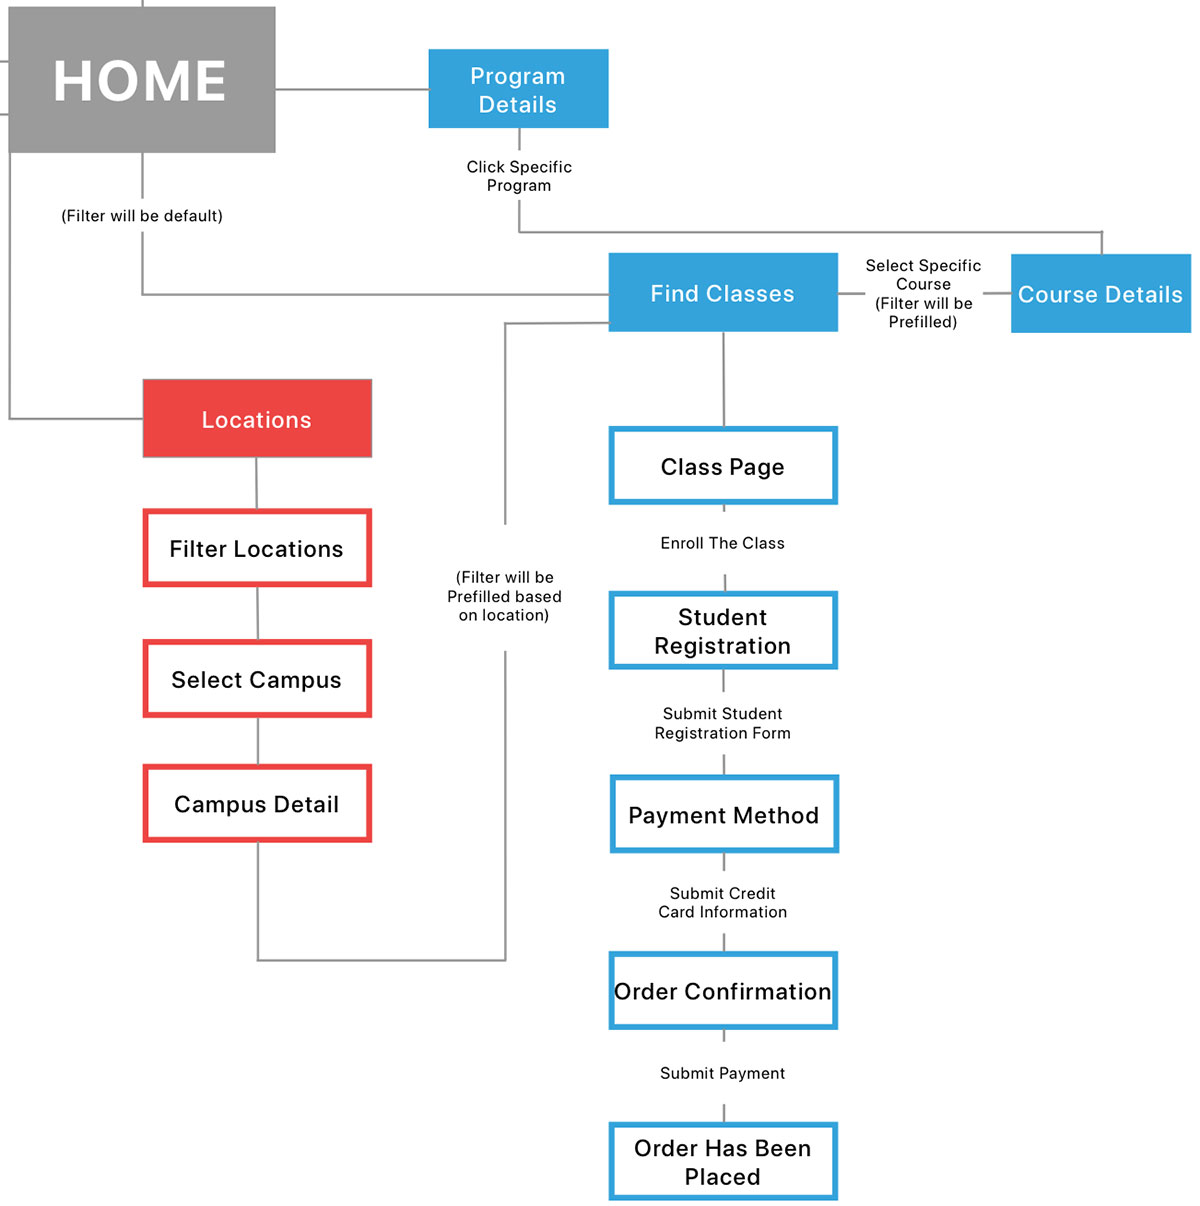 HOME
Program
Details
Click Specific
Program
(Filter will be default)
Find Classes
Select Specific
Course
(Filter will be
Prefilled)
Course Details
Locations
Filter Locations
Select Campus
Campus Detail
(Filter will be
Prefilled based
on location)
Class Page
Enroll The Class
Student
Registration
Submit Student
Registration Form
Payment Method
Submit Credit
Card Information
Order Confirmation
Submit Payment
Order Has Been
Placed